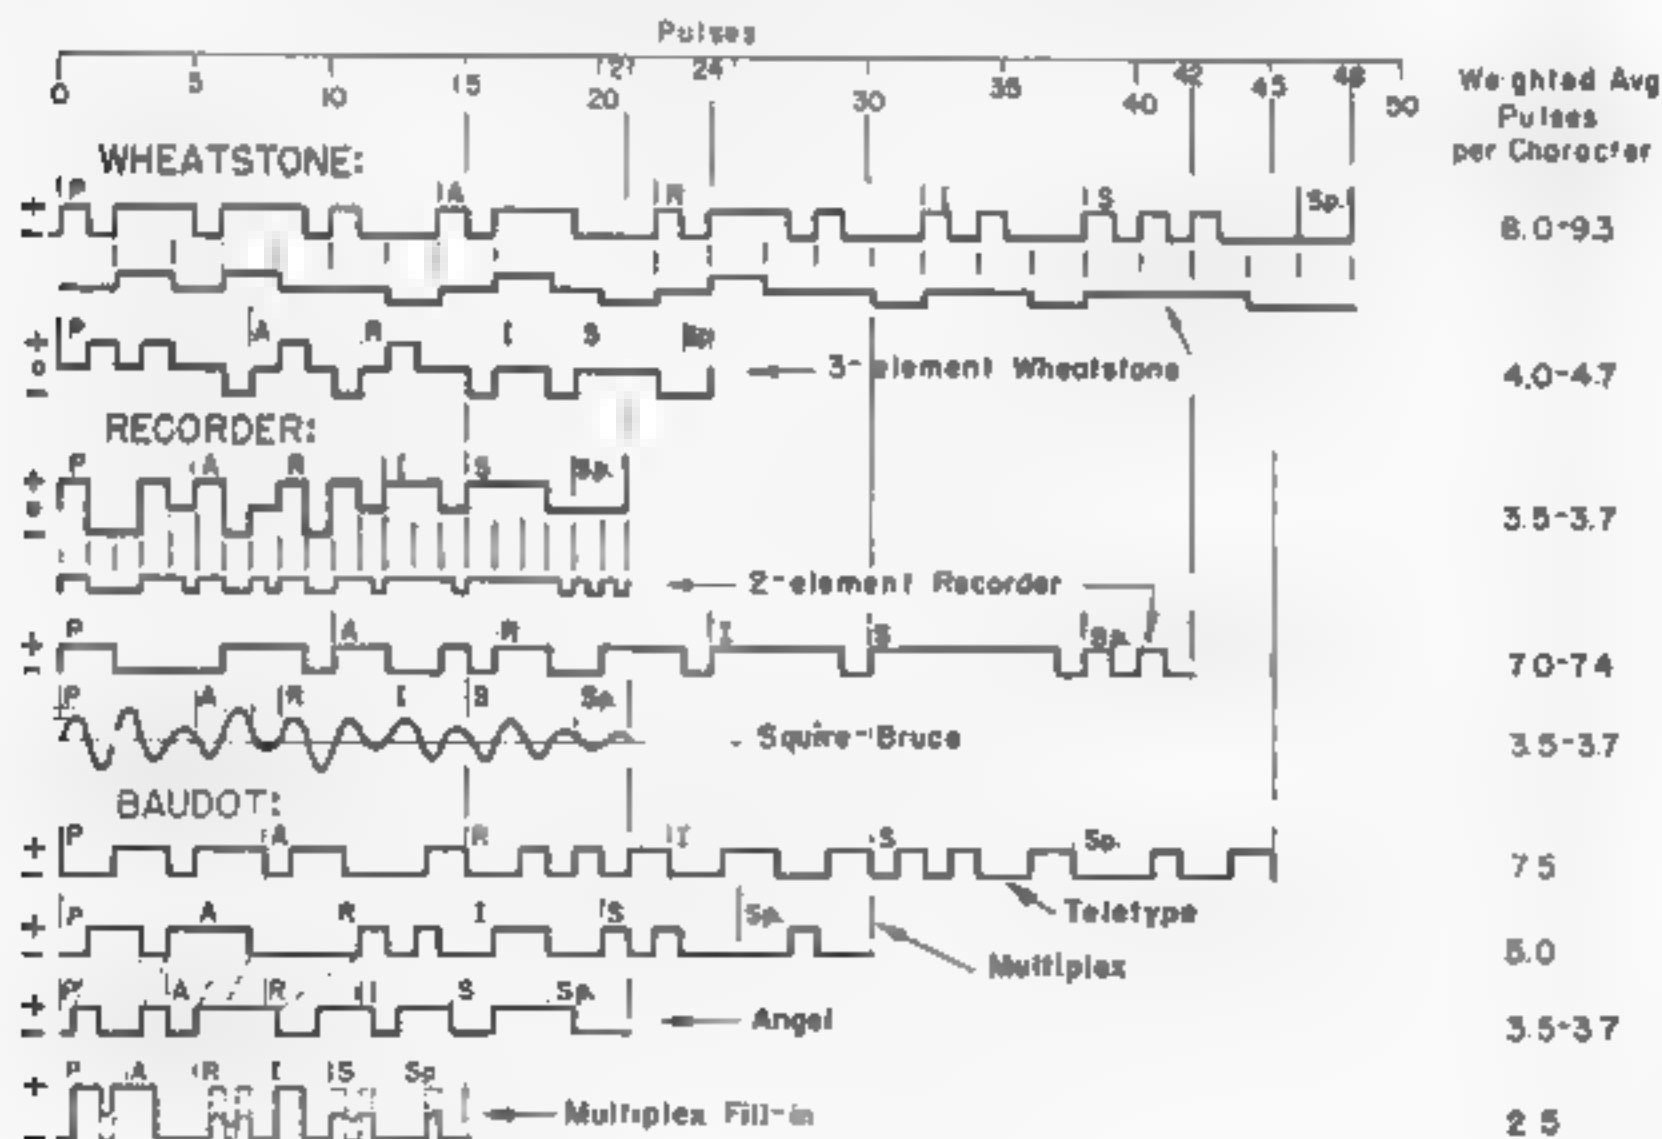 Pulses
0 5 10 15 20 21 24 30 35 40 42 45 48 50
Weighted Avg
Pulses
per Character
WHEATSTONE:
P A R I S Sp.
+
-
8.0-9.3
P A R I S Sp
+
0
-
3-element Wheatstone
4.0-4.7
RECORDER:
P A R I S Sp.
+
-
3.5-3.7
2-element Recorder
P A R I S Sp.
+
-
7.0-7.4
P A R I S Sp.
Squire-Bruce
3.5-3.7
BAUDOT:
P A R I S Sp.
+
-
7.5
Teletype
P A R I S Sp.
+
-
5.0
Multiplex
P A R I S Sp.
+
-
Angel
3.5-3.7
P A R I S Sp
+
-
Multiplex Fill-in
2.5